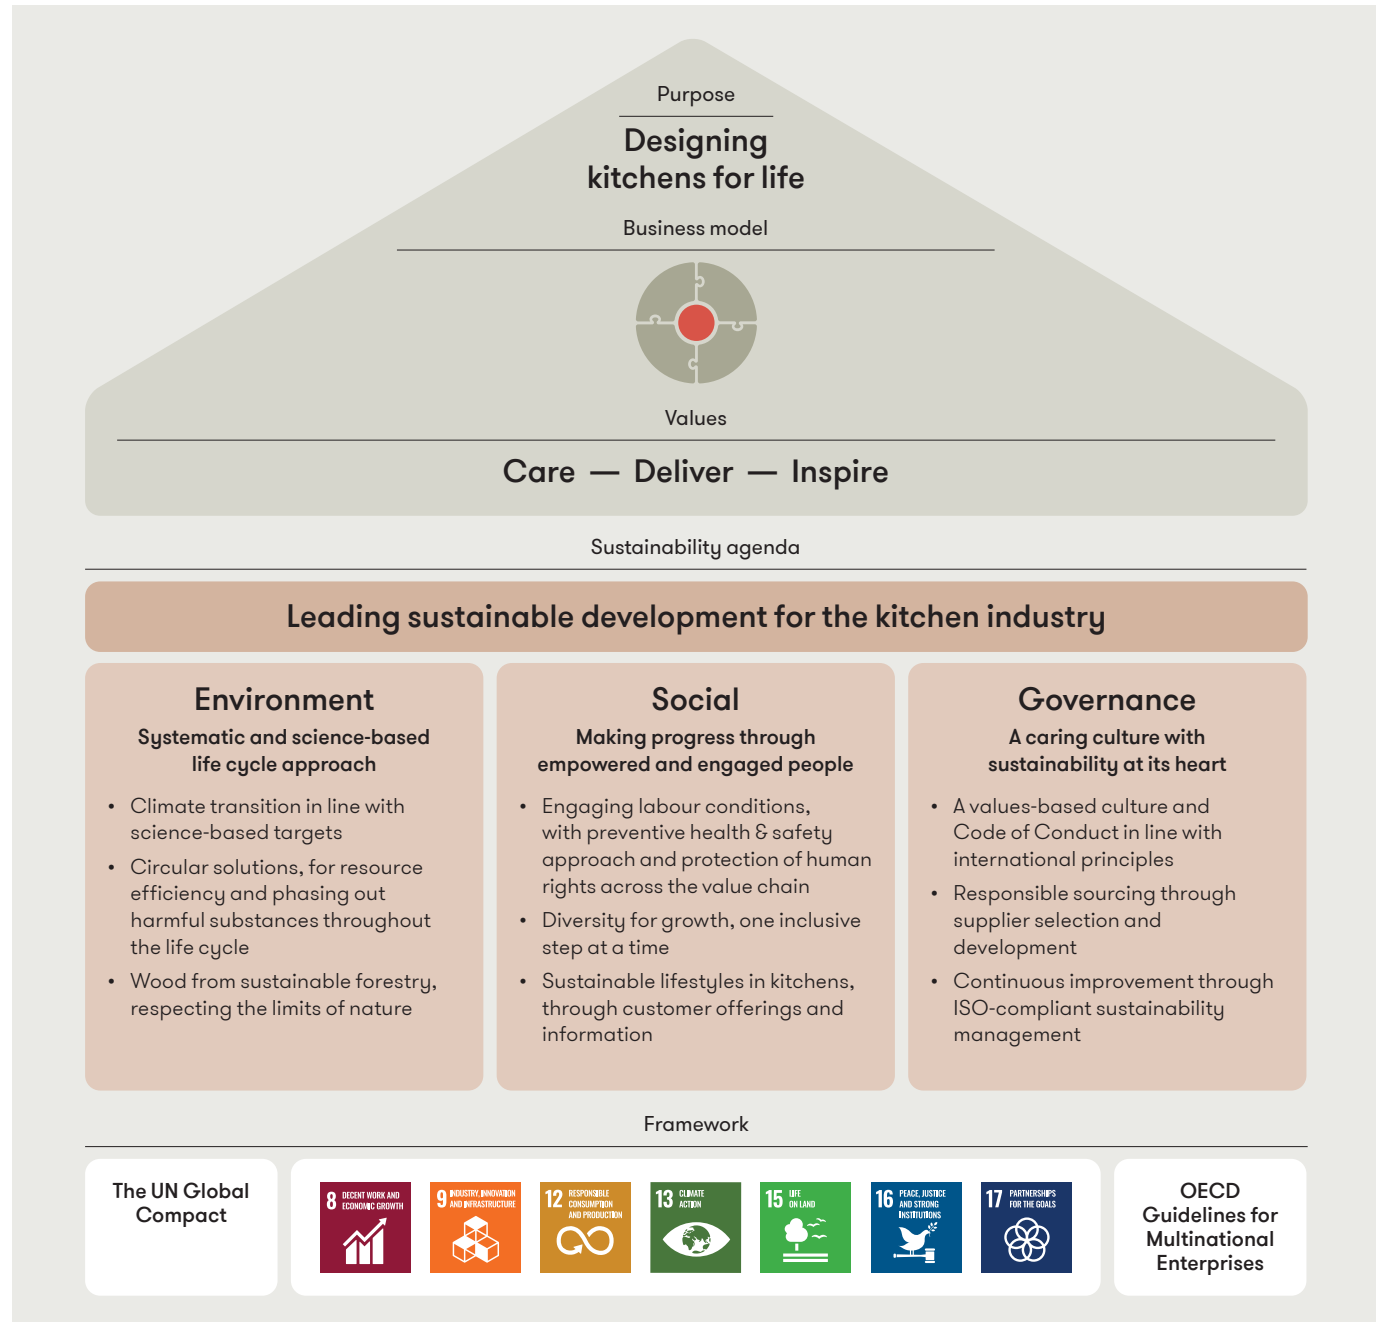 Purpose
Designing
kitchens for life
Business model
Values
Care — Deliver — Inspire
Sustainability agenda
Leading sustainable development for the kitchen industry
Environment
Systematic and science-based
life cycle approach
• Climate transition in line with
science-based targets
• Circular solutions, for resource
efficiency and phasing out
harmful substances throughout
the life cycle
• Wood from sustainable forestry,
respecting the limits of nature
Social
Making progress through
empowered and engaged people
• Engaging labour conditions,
with preventive health & safety
approach and protection of human
rights across the value chain
• Diversity for growth, one inclusive
step at a time
• Sustainable lifestyles in kitchens,
through customer offerings and
information
Governance
A caring culture with
sustainability at its heart
• A values-based culture and
Code of Conduct in line with
international principles
• Responsible sourcing through
supplier selection and
development
• Continuous improvement through
ISO-compliant sustainability
management
Framework
The UN Global
Compact
8 DECENT WORK AND
ECONOMIC GROWTH
9 INDUSTRY, INNOVATION
AND INFRASTRUCTURE
12 RESPONSIBLE
CONSUMPTION
AND PRODUCTION
13 CLIMATE
ACTION
15 LIFE
ON LAND
16 PEACE, JUSTICE
AND STRONG
INSTITUTIONS
17 PARTNERSHIPS
FOR THE GOALS
OECD
Guidelines for
Multinational
Enterprises